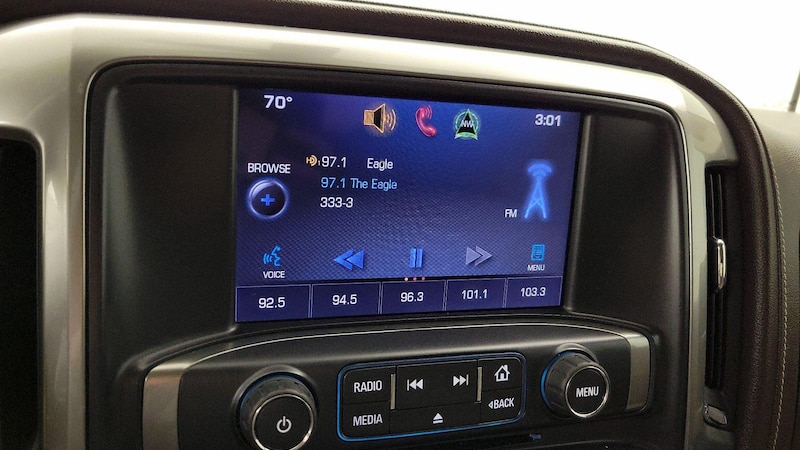 70° 3:01
NW
97.1 Eagle
BROWSE
97.1 The Eagle
333-3
FM
VOICE MENU
92.5 94.5 96.3 101.1 103.3
RADIO
MENU
MEDIA
BACK